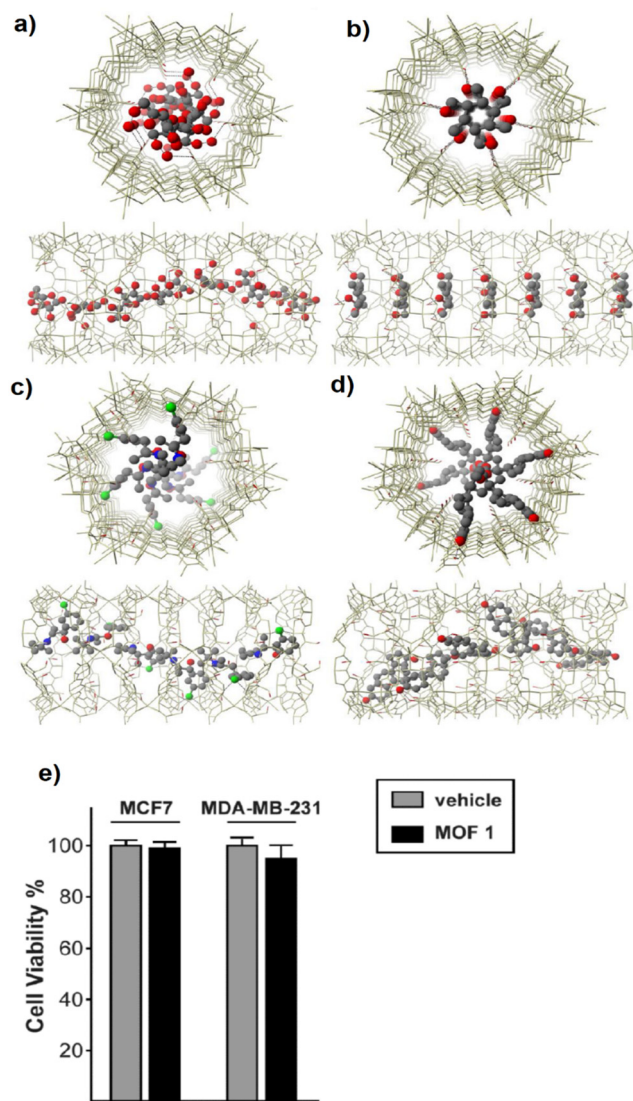 a)
b)
c)
d)
e)
MCF7 MDA-MB-231
vehicle
MOF 1
Cell Viability %
100
80
60
40
20